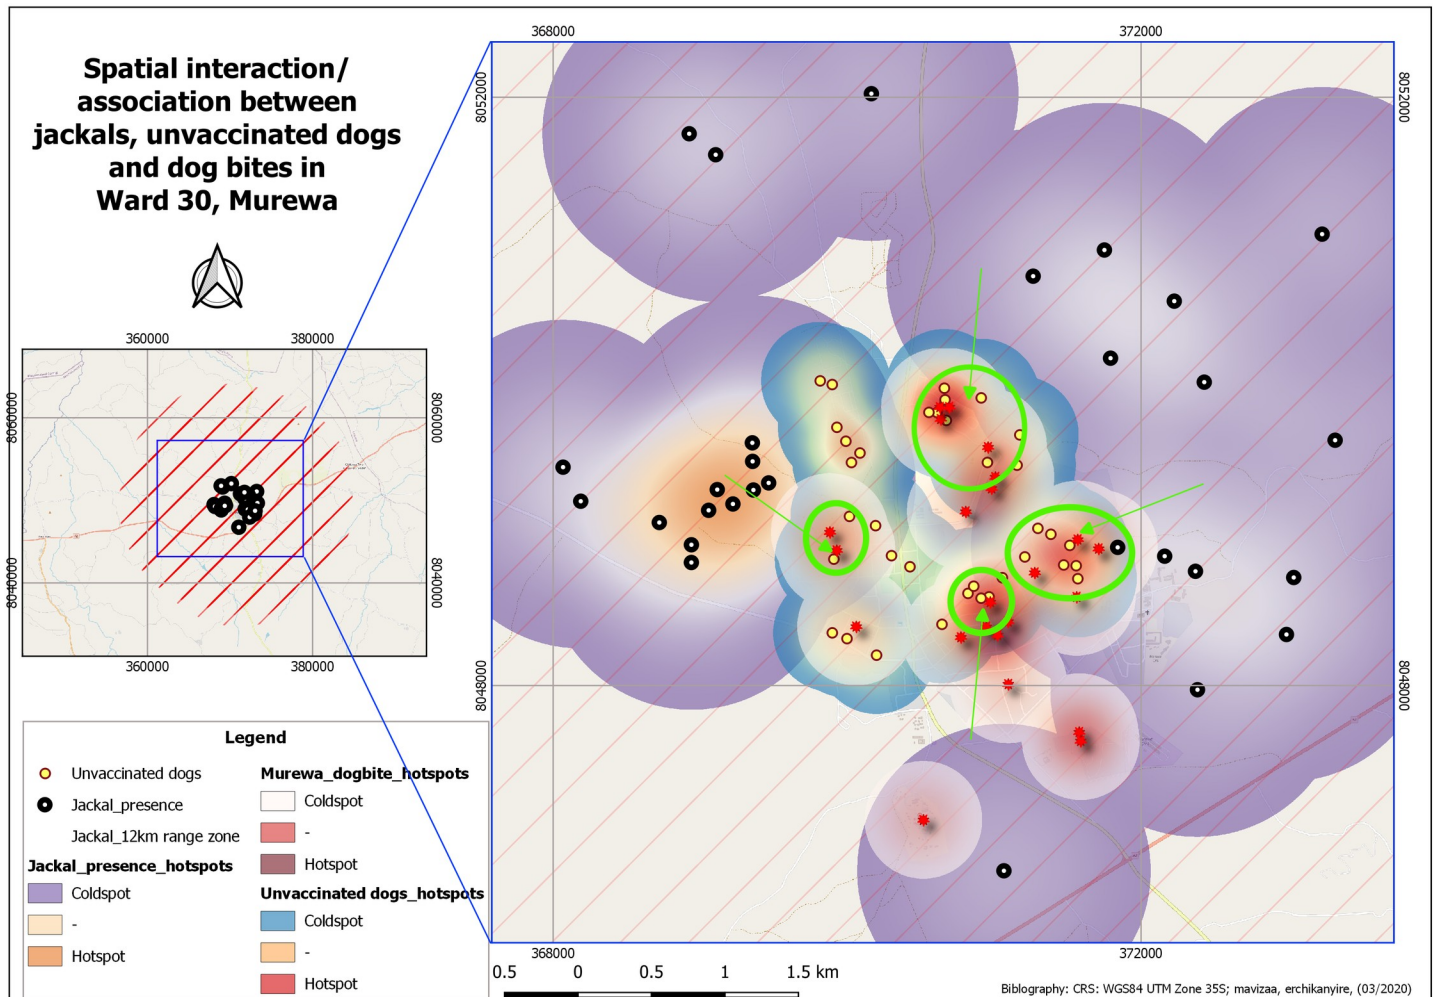 Spatial interaction/
association between
jackals, unvaccinated dogs
and dog bites in
Ward 30, Murewa
360000 380000
8060000 8060000
8040000 8040000
360000 380000
Legend
Unvaccinated dogs
Jackal_presence
Jackal_12km range zone
Jackal_presence_hotspots
Coldspot
-
Hotspot
Murewa_dogbite_hotspots
Coldspot
-
Hotspot
Unvaccinated dogs_hotspots
Coldspot
-
Hotspot
368000 372000
8052000 8052000
8048000 8048000
368000 372000
0.5 0 0.5 1 1.5 km
Biblography: CRS: WGS84 UTM Zone 35S; mavizaa, erchikanyire, (03/2020)